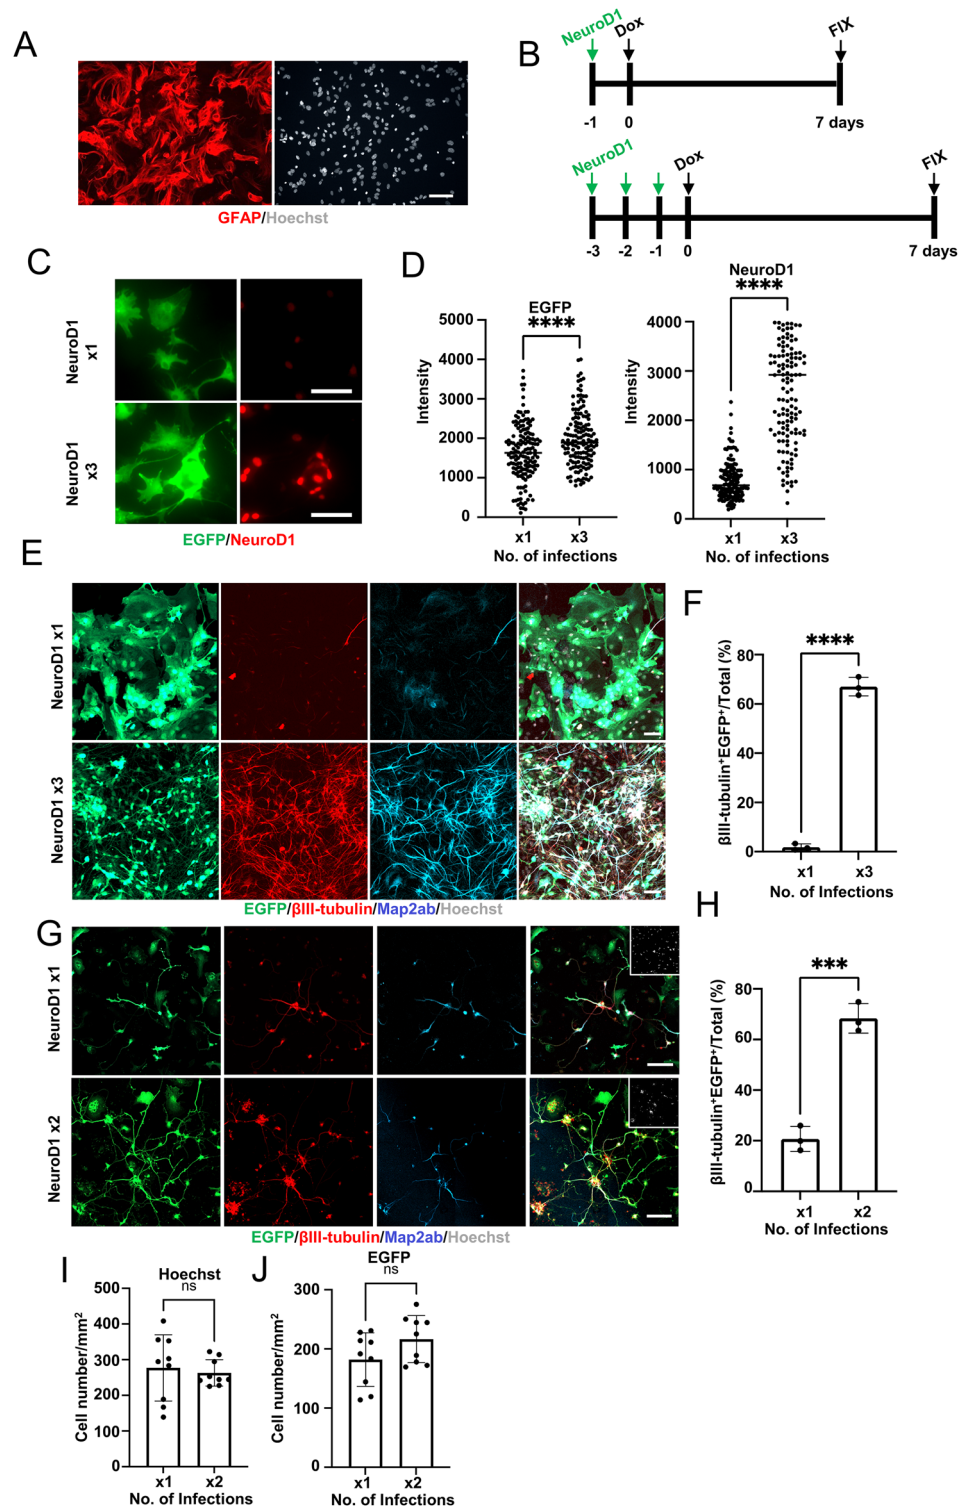 A
GFAP/Hoechst
B
NeuroD1
Dox
FIX
-1
0
7 days
NeuroD1
Dox
FIX
-3
-2
-1
0
7 days
C
NeuroD1
x1
NeuroD1
x3
EGFP/NeuroD1
D
EGFP
****
Intensity
5000
4000
3000
2000
1000
0
x1
x3
No. of infections
NeuroD1
****
Intensity
4000
3000
2000
1000
0
x1
x3
No. of infections
E
NeuroD1 x1
NeuroD1 x3
EGFP/βIII-tubulin/Map2ab/Hoechst
F
****
βIII-tubulin+EGFP+/Total (%)
80
60
40
20
0
x1
x3
No. of Infections
G
NeuroD1 x1
NeuroD1 x2
EGFP/βIII-tubulin/Map2ab/Hoechst
H
***
βIII-tubulin+EGFP+/Total (%)
80
60
40
20
0
x1
x2
No. of Infections
I
Hoechst
ns
Cell number/mm2
500
400
300
200
100
0
x1
x2
No. of Infections
J
EGFP
ns
Cell number/mm2
300
200
100
0
x1
x2
No. of Infections